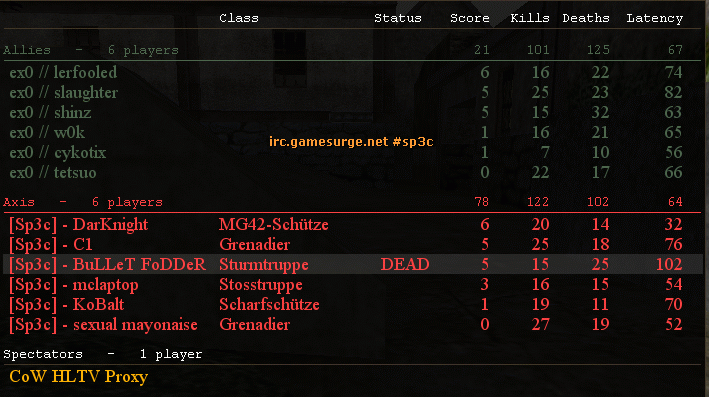 Class Status Score Kills Deaths Latency
Allies - 6 players 21 101 125 67
ex0 // lerfooled 6 16 22 74
ex0 // slaughter 5 25 23 82
ex0 // shinz 5 15 32 63
ex0 // w0k 1 16 21 65
irc.gamesurge.net #sp3c
ex0 // cykotix 1 7 10 56
ex0 // tetsuo 0 22 17 66
Axis - 6 players 78 122 102 64
[Sp3c] - DarKnight MG42-Schütze 6 20 14 32
[Sp3c] - C1 Grenadier 5 25 18 76
[Sp3c] - BuLLeT FoDDeR Sturmtruppe DEAD 5 15 25 102
[Sp3c] - mclaptop Stosstruppe 3 16 15 54
[Sp3c] - KoBalt Scharfschütze 1 19 11 70
[Sp3c] - sexual mayonaise Grenadier 0 27 19 52
Spectators - 1 player
CoW HLTV Proxy